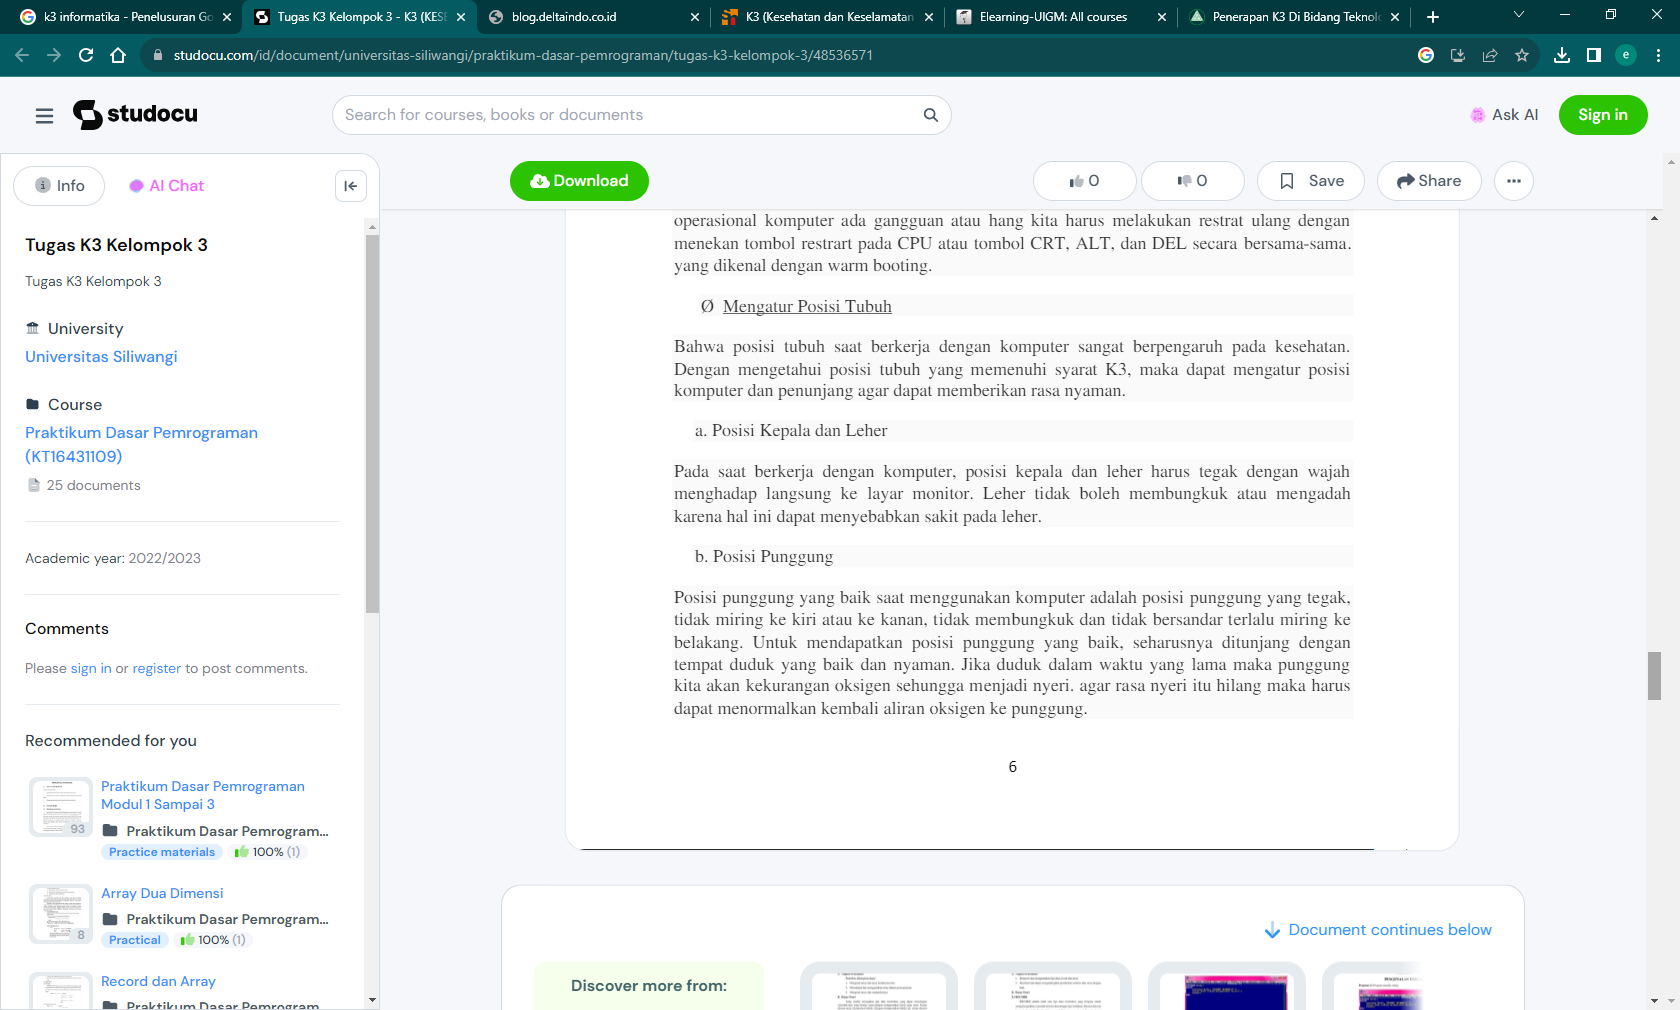 k3 informatika - Penelusuran Go
Tugas K3 Kelompok 3 - K3 (KESE
blog.deltaindo.co.id
K3 (Kesehatan dan Keselamatan
Elearning-UIGM: All courses
Penerapan K3 Di Bidang Teknolo
studocu.com/id/document/universitas-siliwangi/praktikum-dasar-pemrograman/tugas-k3-kelompok-3/48536571
e
studocu
Search for courses, books or documents
Ask AI
Sign in
Info
AI Chat
Download
0
0
Save
Share
Tugas K3 Kelompok 3
Tugas K3 Kelompok 3
University
Universitas Siliwangi
Course
Praktikum Dasar Pemrograman
(KT16431109)
25 documents
Academic year: 2022/2023
Comments
Please sign in or register to post comments.
Recommended for you
Praktikum Dasar Pemrograman
Modul 1 Sampai 3
93
Praktikum Dasar Pemrogram...
Practice materials
100% (1)
Array Dua Dimensi
Praktikum Dasar Pemrogram...
8
Practical
100% (1)
Record dan Array
Praktikum Dasar Pemrogram
operasional komputer ada gangguan atau hang kita harus melakukan restrat ulang dengan
menekan tombol restrart pada CPU atau tombol CRT, ALT, dan DEL secara bersama-sama.
yang dikenal dengan warm booting.
Ø Mengatur Posisi Tubuh
Bahwa posisi tubuh saat berkerja dengan komputer sangat berpengaruh pada kesehatan.
Dengan mengetahui posisi tubuh yang memenuhi syarat K3, maka dapat mengatur posisi
komputer dan penunjang agar dapat memberikan rasa nyaman.
a. Posisi Kepala dan Leher
Pada saat berkerja dengan komputer, posisi kepala dan leher harus tegak dengan wajah
menghadap langsung ke layar monitor. Leher tidak boleh membungkuk atau mengadah
karena hal ini dapat menyebabkan sakit pada leher.
b. Posisi Punggung
Posisi punggung yang baik saat menggunakan komputer adalah posisi punggung yang tegak,
tidak miring ke kiri atau ke kanan, tidak membungkuk dan tidak bersandar terlalu miring ke
belakang. Untuk mendapatkan posisi punggung yang baik, seharusnya ditunjang dengan
tempat duduk yang baik dan nyaman. Jika duduk dalam waktu yang lama maka punggung
kita akan kekurangan oksigen sehungga menjadi nyeri. agar rasa nyeri itu hilang maka harus
dapat menormalkan kembali aliran oksigen ke punggung.
6
Document continues below
Discover more from: